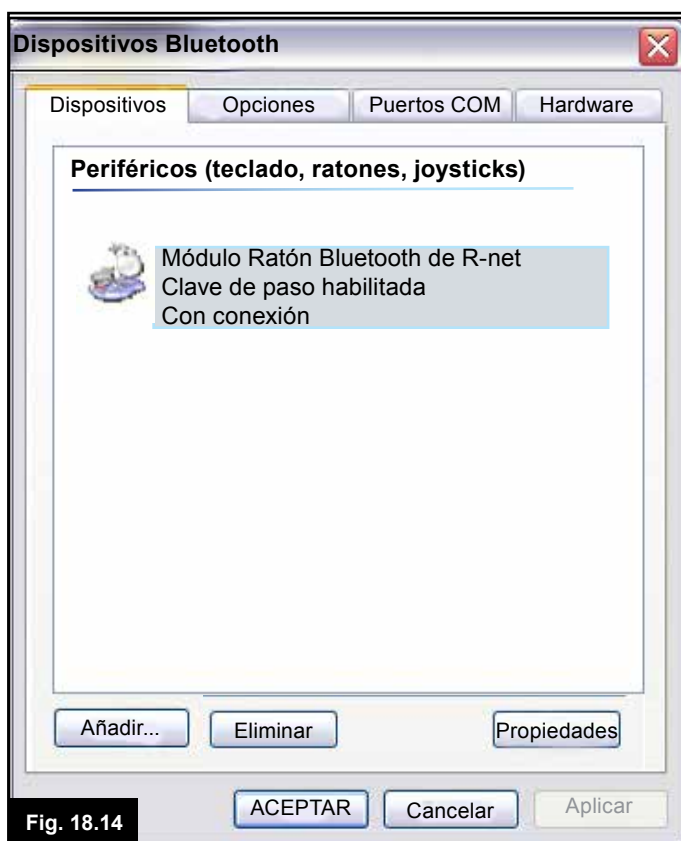 Dispositivos Bluetooth
Dispositivos
Opciones
Puertos COM
Hardware
Periféricos (teclado, ratones, joysticks)
Módulo Ratón Bluetooth de R-net
Clave de paso habilitada
Con conexión
Añadir...
Eliminar
Propiedades
ACEPTAR
Cancelar
Aplicar
Fig. 18.14